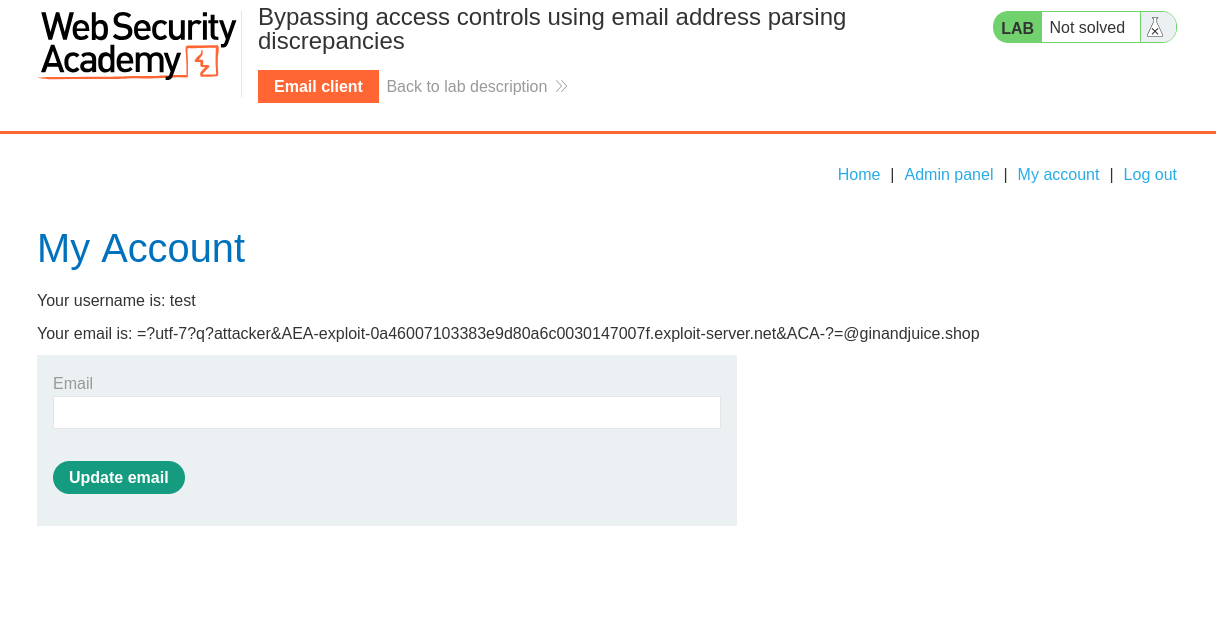 Web Security
Academy
Bypassing access controls using email address parsing
discrepancies
LAB Not solved
Email client Back to lab description
Home | Admin panel | My account | Log out
My Account
Your username is: test
Your email is: =?utf-7?q?attacker&AEA-exploit-0a46007103383e9d80a6c0030147007f.exploit-server.net&ACA-?=@ginandjuice.shop
Email
Update email